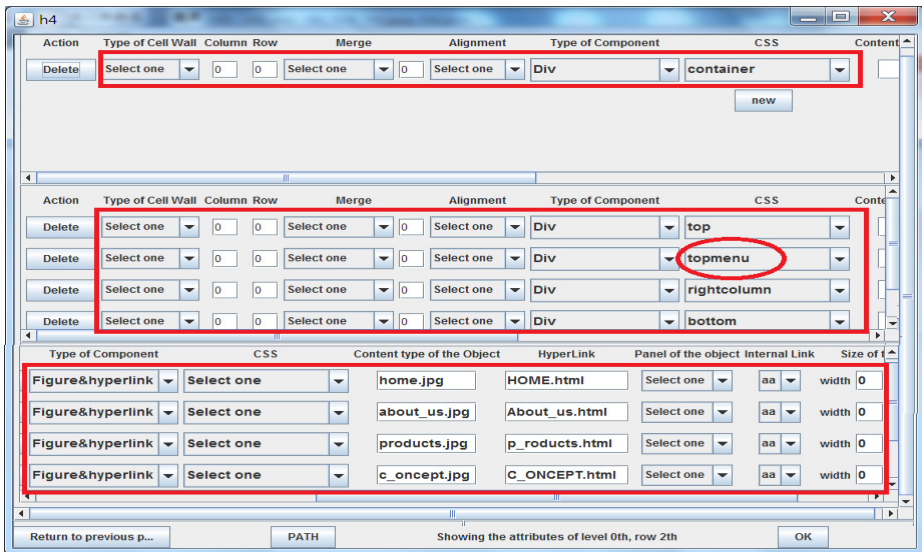 h4
Action Type of Cell Wall Column Row Merge Alignment Type of Component CSS Content
Delete Select one 0 0 Select one 0 Select one Div container
new
Action Type of Cell Wall Column Row Merge Alignment Type of Component CSS Conte
Delete Select one 0 0 Select one 0 Select one Div top
Delete Select one 0 0 Select one 0 Select one Div topmenu
Delete Select one 0 0 Select one 0 Select one Div rightcolumn
Delete Select one 0 0 Select one 0 Select one Div bottom
Type of Component CSS Content type of the Object HyperLink Panel of the object Internal Link Size of t
Figure&hyperlink Select one home.jpg HOME.html Select one aa width 0
Figure&hyperlink Select one about_us.jpg About_us.html Select one aa width 0
Figure&hyperlink Select one products.jpg p_roducts.html Select one aa width 0
Figure&hyperlink Select one c_oncept.jpg C_ONCEPT.html Select one aa width 0
Return to previous p... PATH Showing the attributes of level 0th, row 2th OK